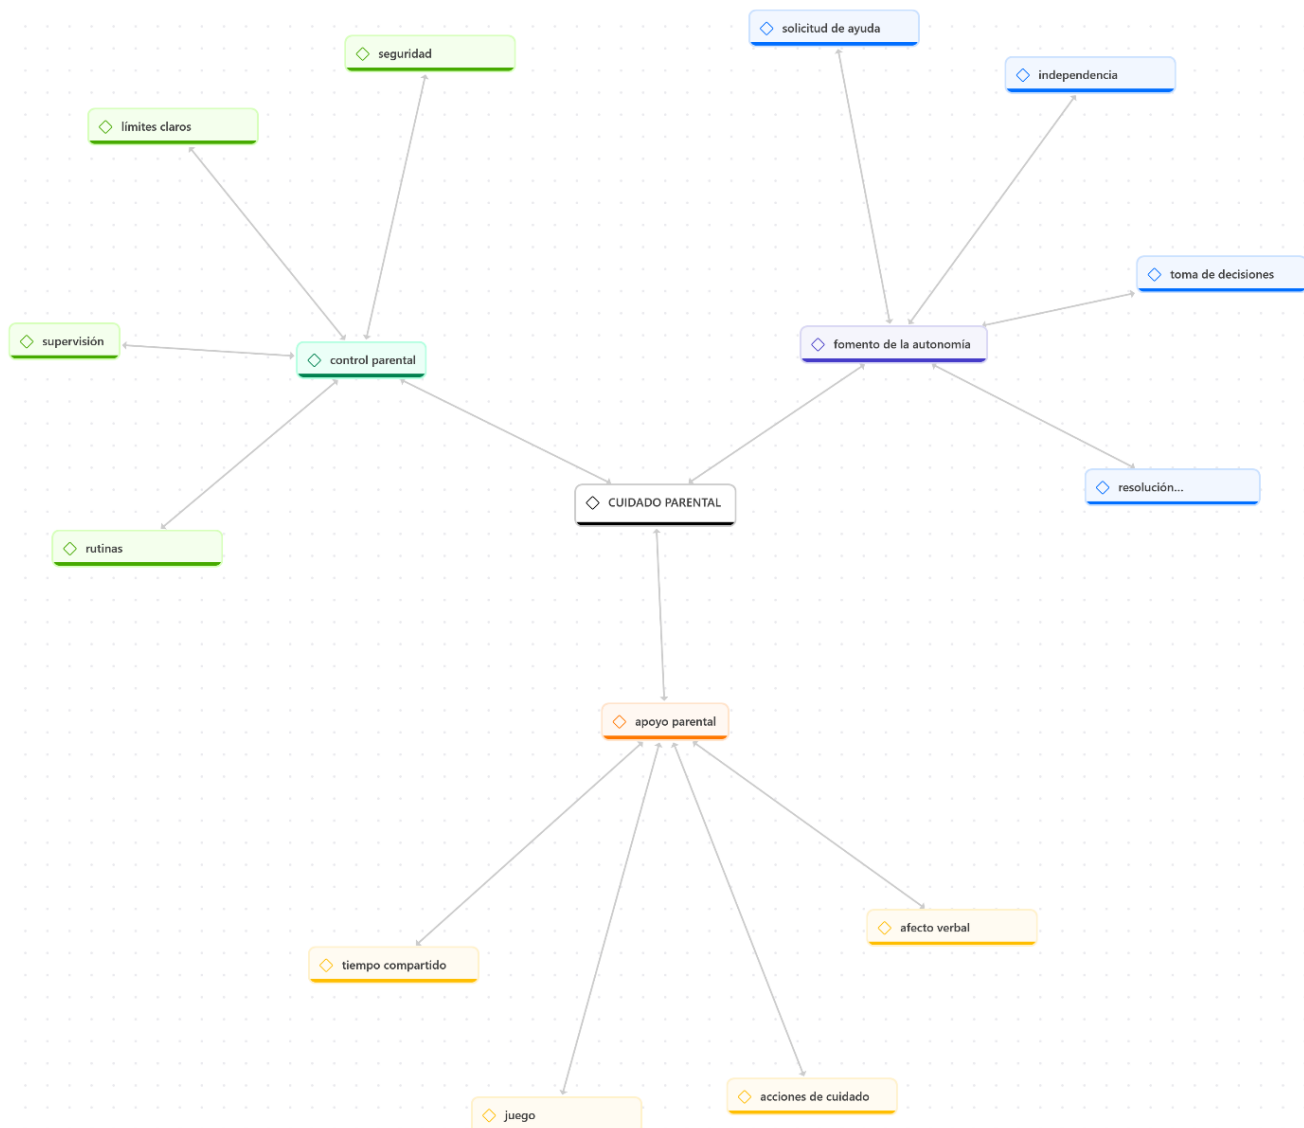 solicitud de ayuda
seguridad
independencia
límites claros
toma de decisiones
supervisión
fomento de la autonomía
control parental
resolución...
CUIDADO PARENTAL
rutinas
apoyo parental
afecto verbal
tiempo compartido
acciones de cuidado
juego